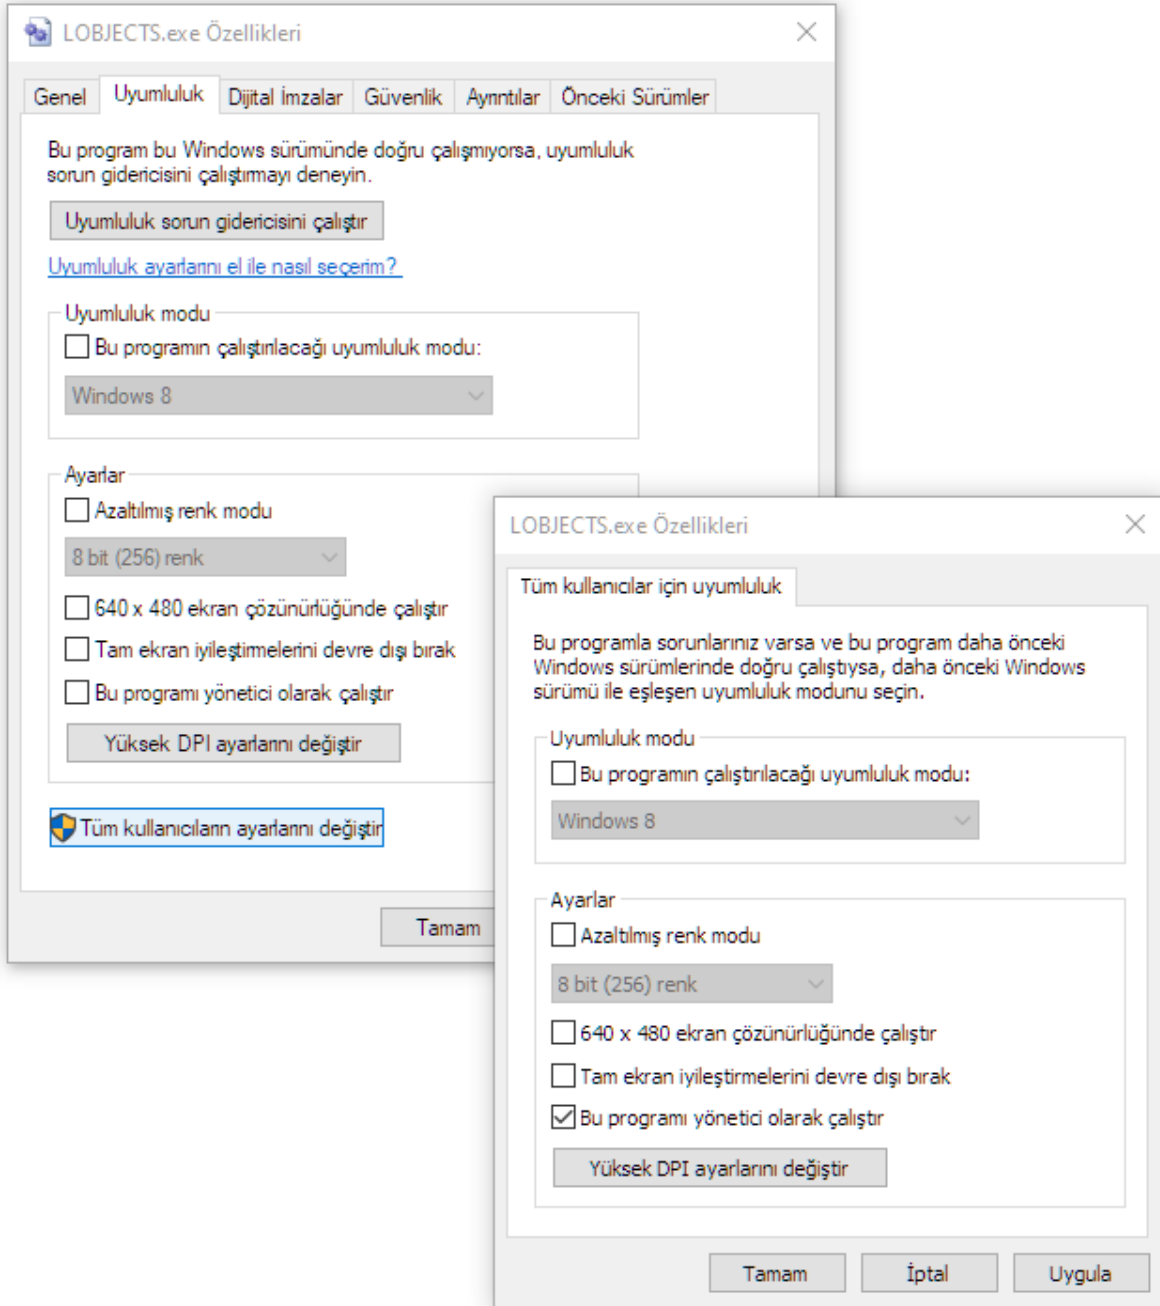 LOBJECTS.exe Özellikleri
Genel Uyumluluk Dijital İmzalar Güvenlik Ayrıntılar Önceki Sürümler
Bu program bu Windows sürümünde doğru çalışmıyorsa, uyumluluk
sorun gidericisini çalıştırmayı deneyin.
Uyumluluk sorun gidericisini çalıştır
Uyumluluk ayarlarını el ile nasıl seçerim?
Uyumluluk modu
Bu programın çalıştırılacağı uyumluluk modu:
Windows 8
Ayarlar
Azaltılmış renk modu
8 bit (256) renk
640 x 480 ekran çözünürlüğünde çalıştır
Tam ekran iyileştirmelerini devre dışı bırak
Bu programı yönetici olarak çalıştır
Yüksek DPI ayarlarını değiştir
Tüm kullanıcıların ayarlarını değiştir
Tamam
LOBJECTS.exe Özellikleri
Tüm kullanıcılar için uyumluluk
Bu programla sorunlarınız varsa ve bu program daha önceki
Windows sürümlerinde doğru çalıştıysa, daha önceki Windows
sürümü ile eşleşen uyumluluk modunu seçin.
Uyumluluk modu
Bu programın çalıştırılacağı uyumluluk modu:
Windows 8
Ayarlar
Azaltılmış renk modu
8 bit (256) renk
640 x 480 ekran çözünürlüğünde çalıştır
Tam ekran iyileştirmelerini devre dışı bırak
Bu programı yönetici olarak çalıştır
Yüksek DPI ayarlarını değiştir
Tamam İptal Uygula